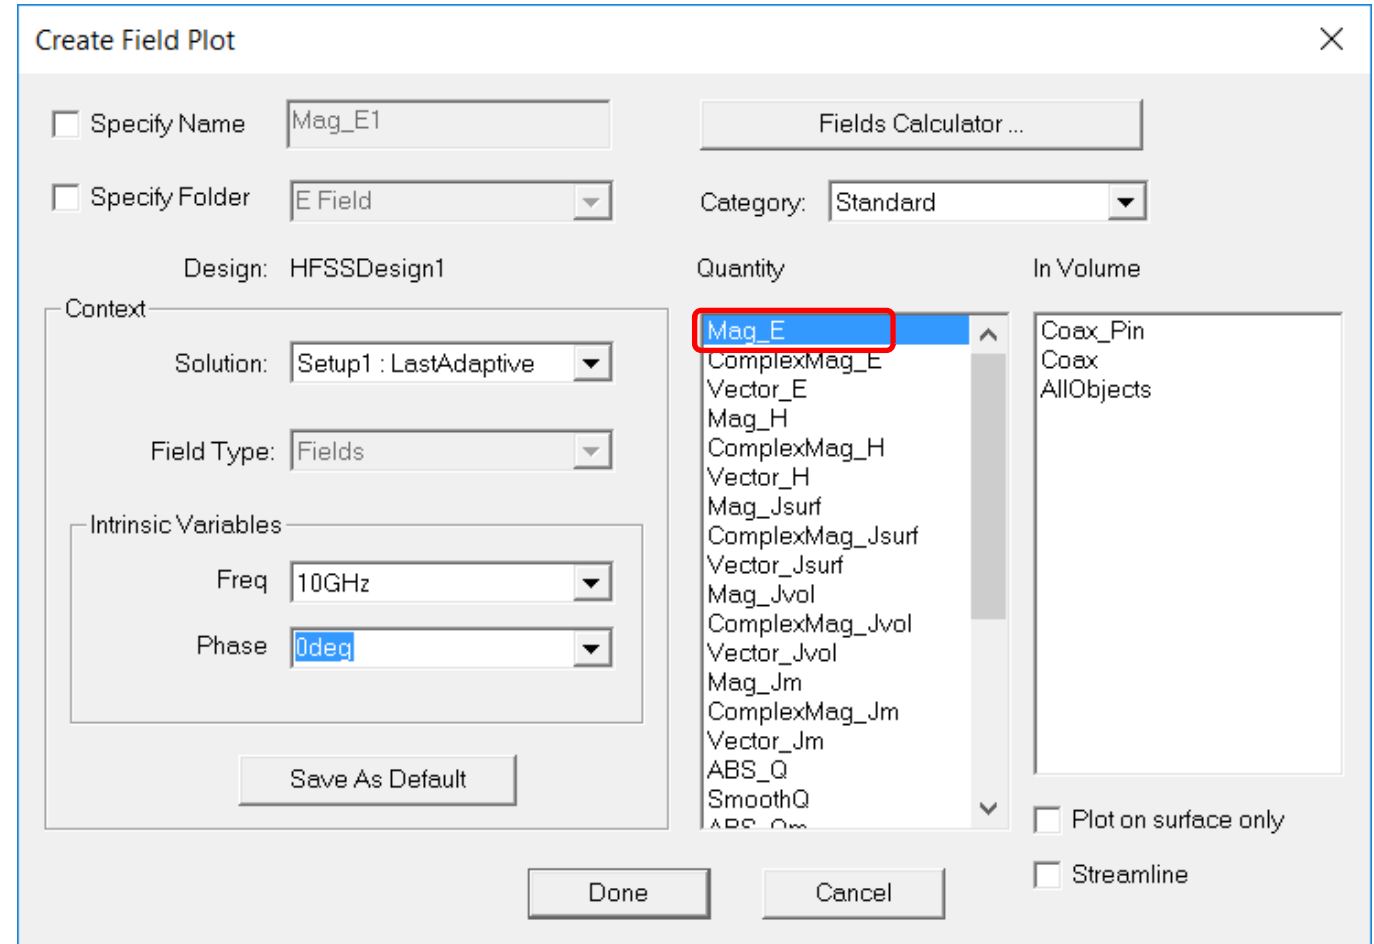 Create Field Plot
Specify Name
Mag_E1
Fields Calculator ...
Specify Folder
E Field
Category:
Standard
Design:
HFSSDesign1
Quantity
In Volume
Context
Solution:
Setup1 : LastAdaptive
Field Type:
Fields
Intrinsic Variables
Freq
10GHz
Phase
0deg
Save As Default
Mag_E
ComplexMag_E
Vector_E
Mag_H
ComplexMag_H
Vector_H
Mag_Jsurf
ComplexMag_Jsurf
Vector_Jsurf
Mag_Jvol
ComplexMag_Jvol
Vector_Jvol
Mag_Jm
ComplexMag_Jm
Vector_Jm
ABS_Q
SmoothQ
ABS_Qm
Coax_Pin
Coax
AllObjects
Plot on surface only
Streamline
Done
Cancel